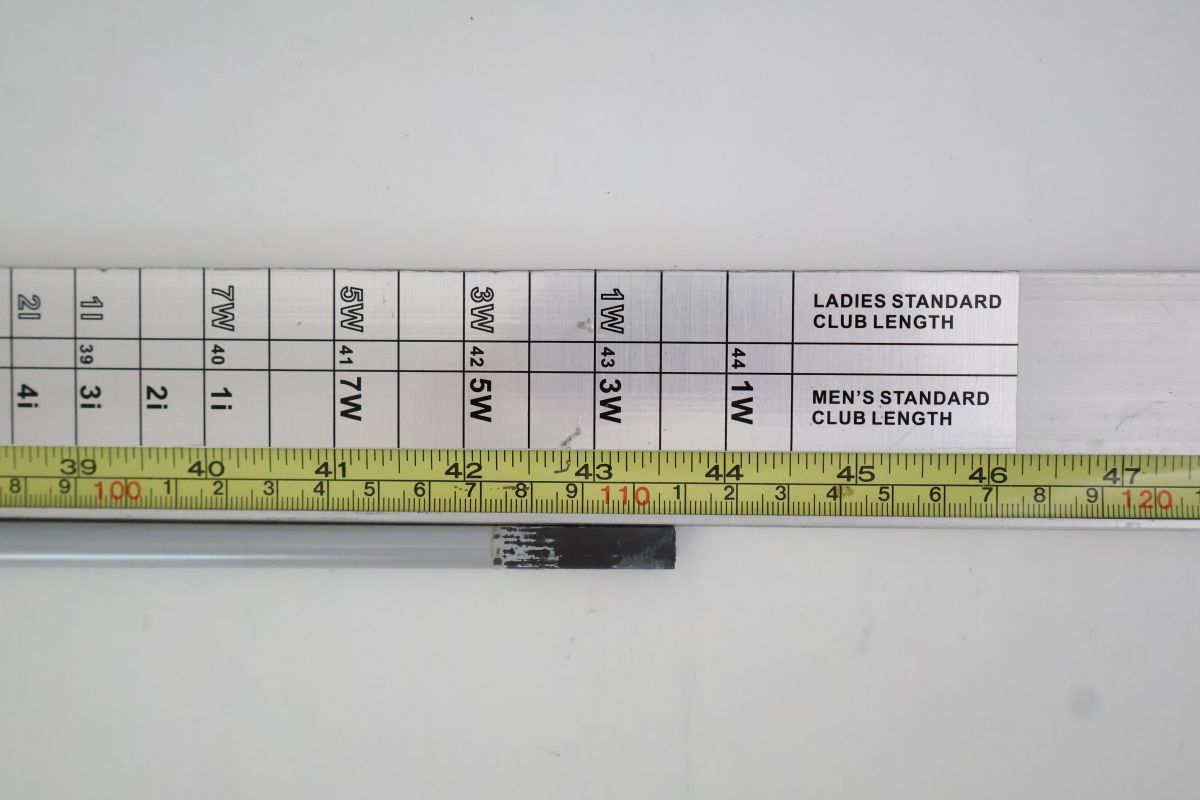 2I 1I 7W 5W 3W 1W LADIES STANDARD
CLUB LENGTH
39 40 41 42 43 44
4i 3i 2i 1i 7W 5W 3W 1W MEN'S STANDARD
CLUB LENGTH
39 40 41 42 43 44 45 46 47
8 9 100 1 2 3 4 5 6 7 8 9 110 1 2 3 4 5 6 7 8 9 120 1